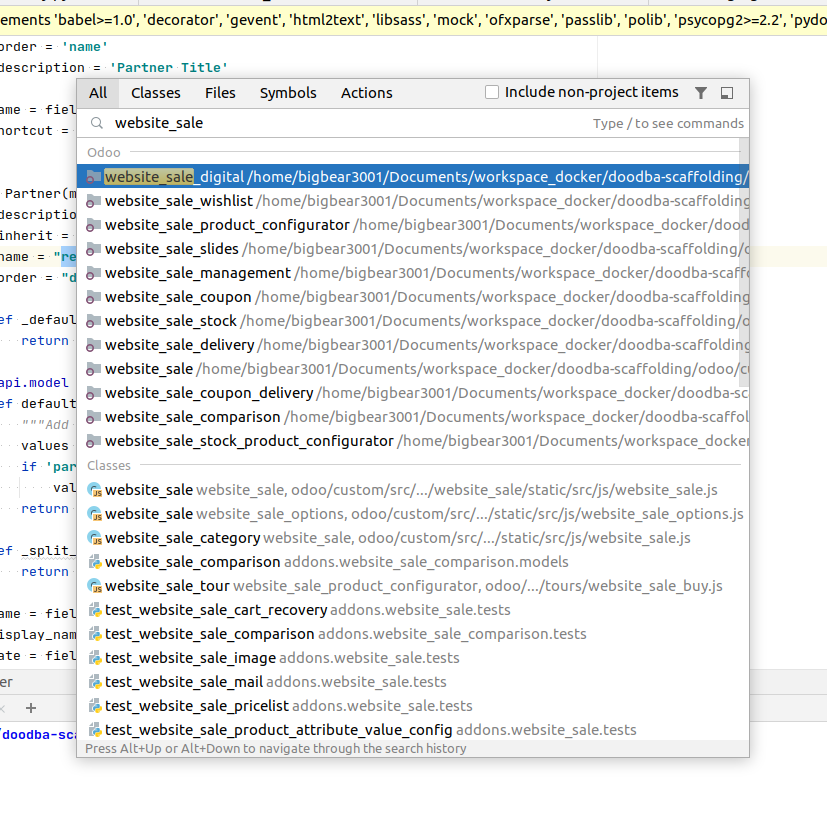 ements 'babel>=1.0', 'decorator', 'gevent', 'html2text', 'libsass', 'mock', 'ofxparse', 'passlib', 'polib', 'psycopg2>=2.2', 'pydo
order = 'name'
description = 'Partner Title'
All Classes Files Symbols Actions Include non-project items
ame = fiel
website_sale Type / to see commands
hortcut =
Odoo
website_sale_digital /home/bigbear3001/Documents/workspace_docker/doodba-scaffolding/
Partner(m
website_sale_wishlist /home/bigbear3001/Documents/workspace_docker/doodba-scaffolding
descriptio
website_sale_product_configurator /home/bigbear3001/Documents/workspace_docker/dood
inherit =
website_sale_slides /home/bigbear3001/Documents/workspace_docker/doodba-scaffolding/o
name = "re
website_sale_management /home/bigbear3001/Documents/workspace_docker/doodba-scaff
order = "d
website_sale_coupon /home/bigbear3001/Documents/workspace_docker/doodba-scaffolding
ef _defaul
website_sale_stock /home/bigbear3001/Documents/workspace_docker/doodba-scaffolding/o
return
website_sale_delivery /home/bigbear3001/Documents/workspace_docker/doodba-scaffolding
website_sale /home/bigbear3001/Documents/workspace_docker/doodba-scaffolding/odoo/cu
api.model
website_sale_coupon_delivery /home/bigbear3001/Documents/workspace_docker/doodba-sca
ef default
website_sale_comparison /home/bigbear3001/Documents/workspace_docker/doodba-scaffol
"""Add
website_sale_stock_product_configurator /home/bigbear3001/Documents/workspace_docker
values
Classes
if 'par
website_sale website_sale, odoo/custom/src/.../website_sale/static/src/js/website_sale.js
val
website_sale website_sale_options, odoo/custom/src/.../static/src/js/website_sale_options.js
return
website_sale_category website_sale, odoo/custom/src/.../static/src/js/website_sale.js
ef _split_
website_sale_comparison addons.website_sale_comparison.models
return
website_sale_tour website_sale_product_configurator, odoo/.../tours/website_sale_buy.js
ame = fiel
test_website_sale_cart_recovery addons.website_sale.tests
isplay_nam
test_website_sale_comparison addons.website_sale_comparison.tests
ate = fiel
test_website_sale_image addons.website_sale.tests
er
test_website_sale_mail addons.website_sale.tests
test_website_sale_pricelist addons.website_sale.tests
/doodba-sca
test_website_sale_product_attribute_value_config addons.website_sale.tests
Press Alt+Up or Alt+Down to navigate through the search history